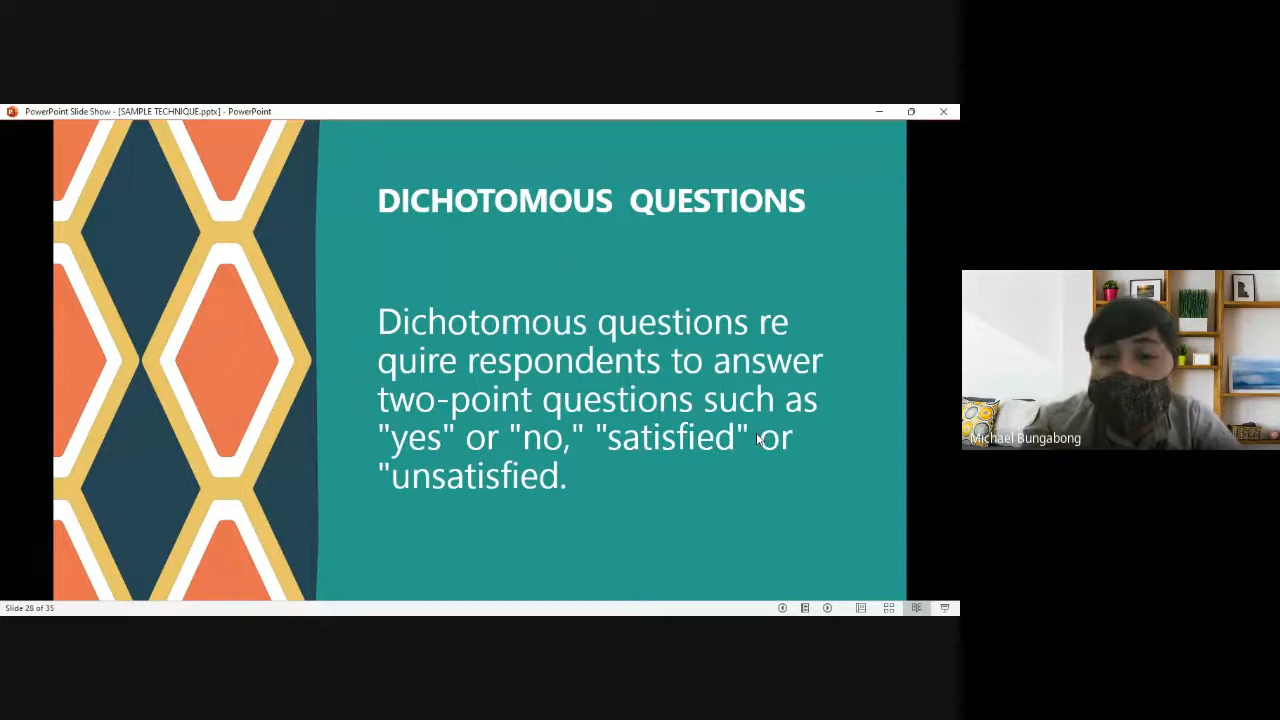 PowerPoint Slide Show - [SAMPLE TECHNIQUE.pptx] - PowerPoint
DICHOTOMOUS QUESTIONS
Dichotomous questions re
quire respondents to answer
two-point questions such as
"yes" or "no," "satisfied" or
"unsatisfied.
Michael Bungabong
Slide 28 of 35